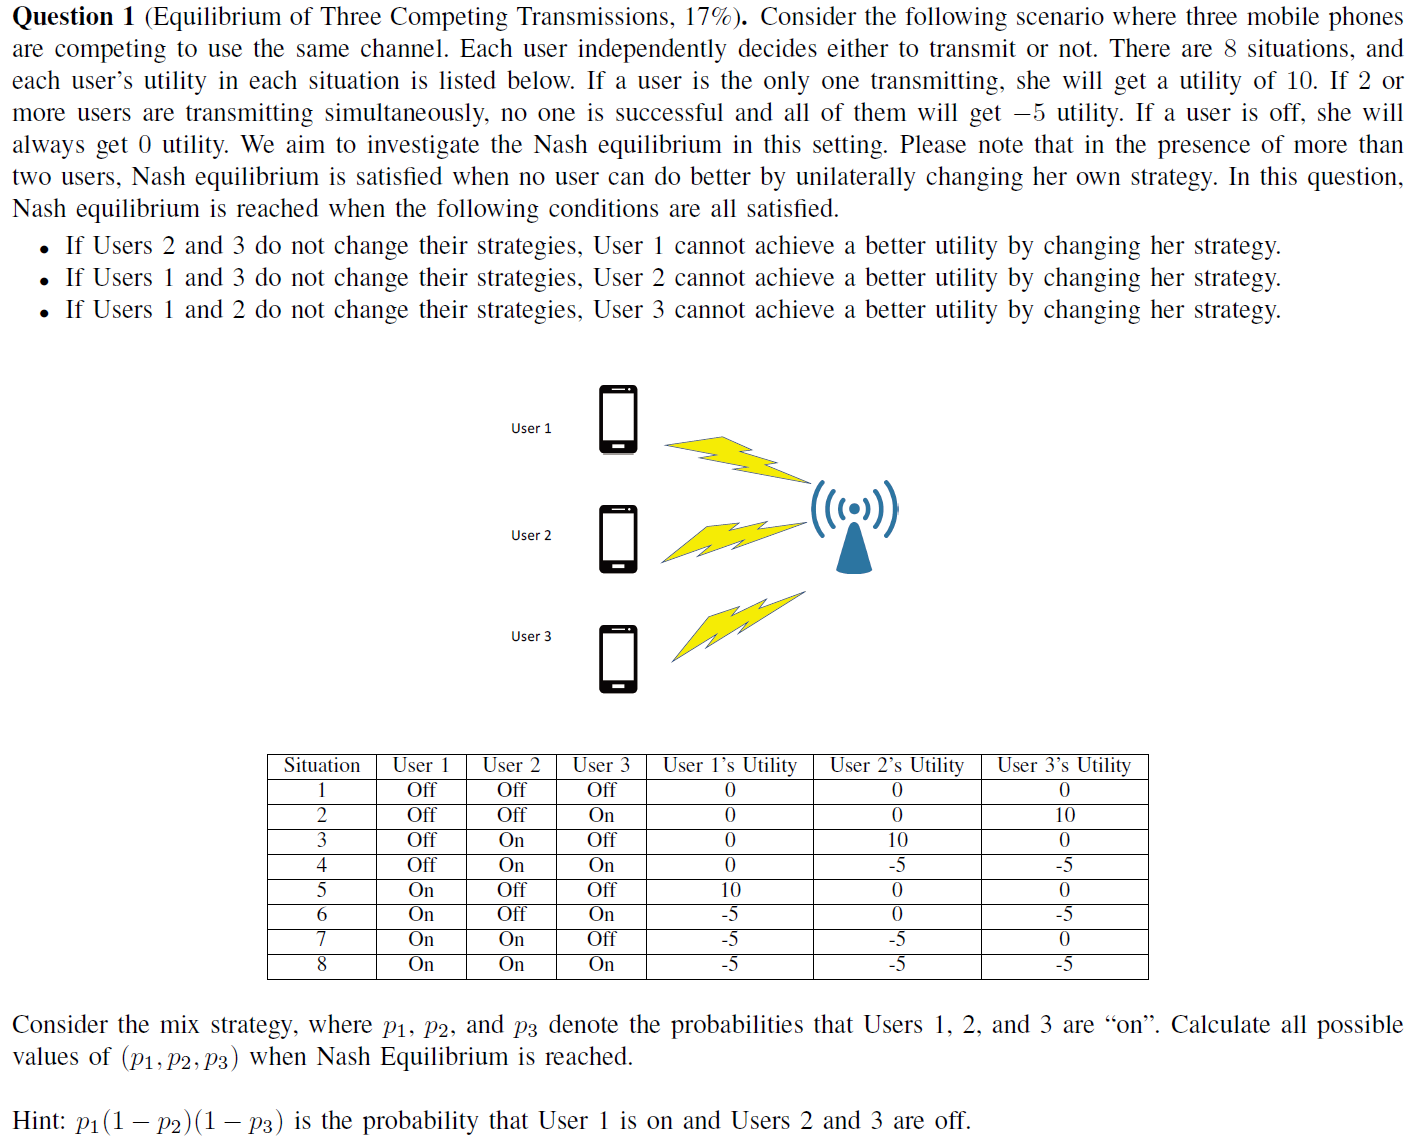 Question 1 (Equilibrium of Three Competing Transmissions, 17%). Consider the following scenario where three mobile phones
are competing to use the same channel. Each user independently decides either to transmit or not. There are 8 situations, and
each user's utility in each situation is listed below. If a user is the only one transmitting, she will get a utility of 10. If 2 or
more users are transmitting simultaneously, no one is successful and all of them will get −5 utility. If a user is off, she will
always get 0 utility. We aim to investigate the Nash equilibrium in this setting. Please note that in the presence of more than
two users, Nash equilibrium is satisfied when no user can do better by unilaterally changing her own strategy. In this question,
Nash equilibrium is reached when the following conditions are all satisfied.
• If Users 2 and 3 do not change their strategies, User 1 cannot achieve a better utility by changing her strategy.
• If Users 1 and 3 do not change their strategies, User 2 cannot achieve a better utility by changing her strategy.
• If Users 1 and 2 do not change their strategies, User 3 cannot achieve a better utility by changing her strategy.
User 1
User 2
User 3
Situation User 1 User 2 User 3 User 1's Utility User 2's Utility User 3's Utility
1 Off Off Off 0 0 0
2 Off Off On 0 0 10
3 Off On Off 0 10 0
4 Off On On 0 -5 -5
5 On Off Off 10 0 0
6 On Off On -5 0 -5
7 On On Off -5 -5 0
8 On On On -5 -5 -5
Consider the mix strategy, where p₁, p₂, and p₃ denote the probabilities that Users 1, 2, and 3 are “on”. Calculate all possible
values of (p₁, p₂, p₃) when Nash Equilibrium is reached.
Hint: p₁(1 − p₂)(1 − p₃) is the probability that User 1 is on and Users 2 and 3 are off.